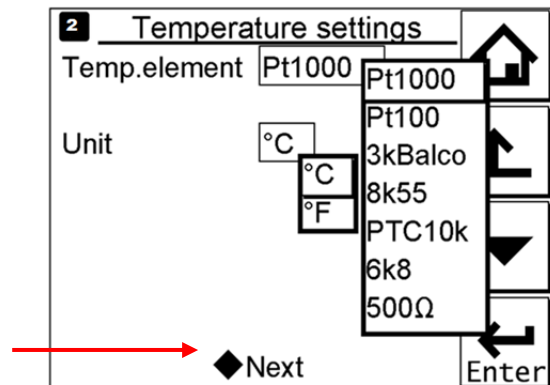 2 Temperature settings
Temp.element Pt1000
Pt1000
Pt100
3kBalco
8k55
PTC10k
6k8
500Ω
Unit °C
°C
°F
Next
Enter